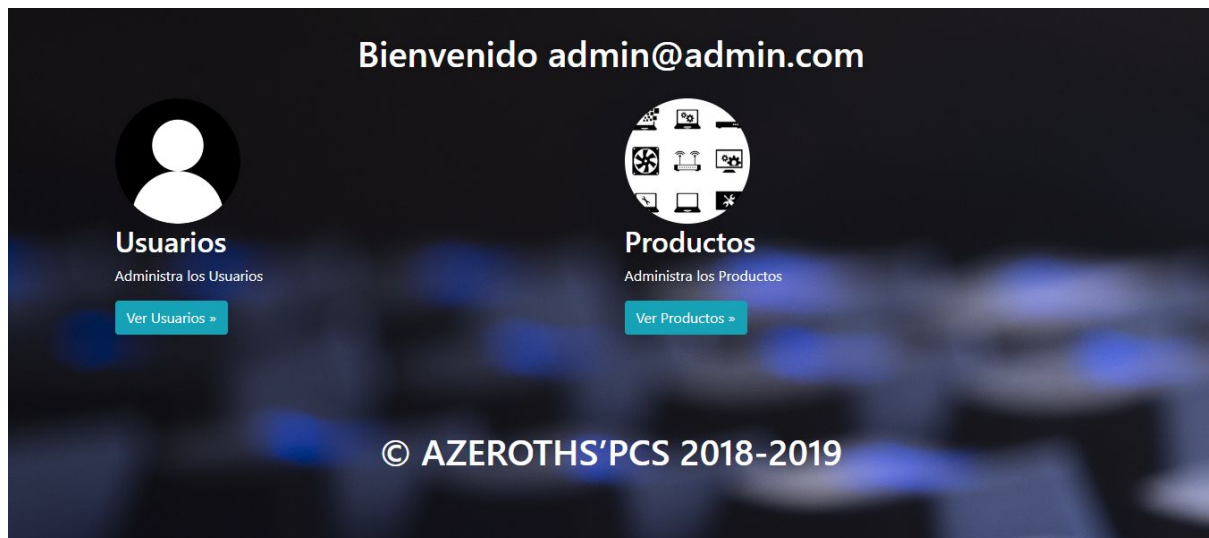 Bienvenido admin@admin.com
Usuarios
Administra los Usuarios
Ver Usuarios »
Productos
Administra los Productos
Ver Productos »
© AZEROTHS’PCS 2018-2019